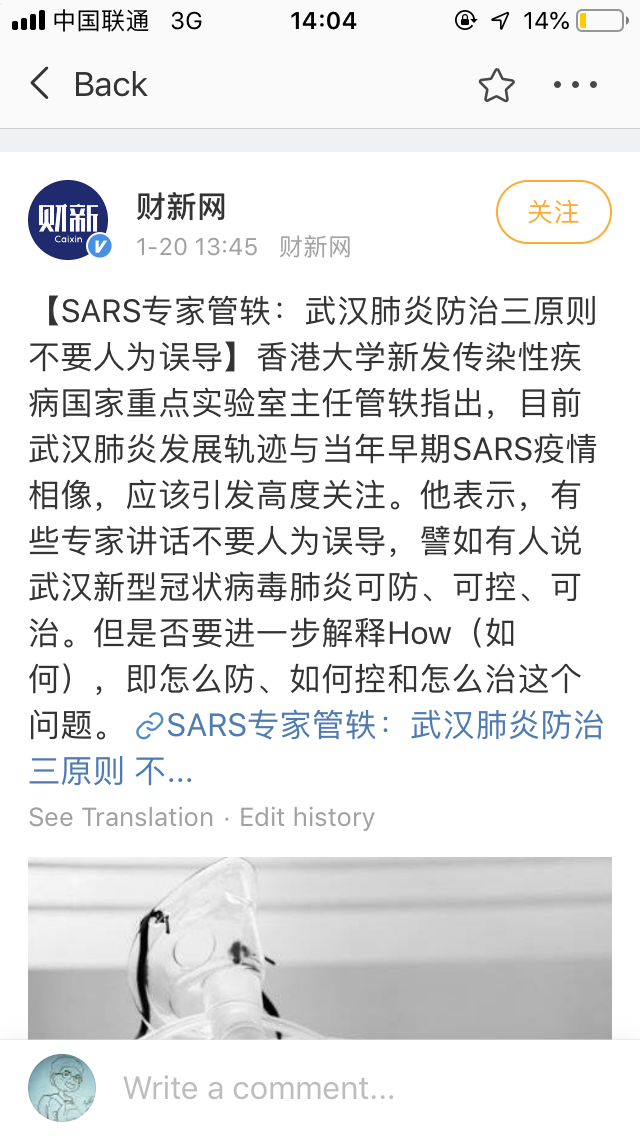 中国联通 3G 14:04 14%
Back
财新 Caixin
财新网
关注
1-20 13:45 财新网
【SARS专家管轶：武汉肺炎防治三原则
不要人为误导】香港大学新发传染性疾
病国家重点实验室主任管轶指出，目前
武汉肺炎发展轨迹与当年早期SARS疫情
相像，应该引发高度关注。他表示，有
些专家讲话不要人为误导，譬如有人说
武汉新型冠状病毒肺炎可防、可控、可
治。但是否要进一步解释How（如
何），即怎么防、如何控和怎么治这个
问题。 SARS专家管轶：武汉肺炎防治
三原则 不...
See Translation · Edit history
Write a comment...